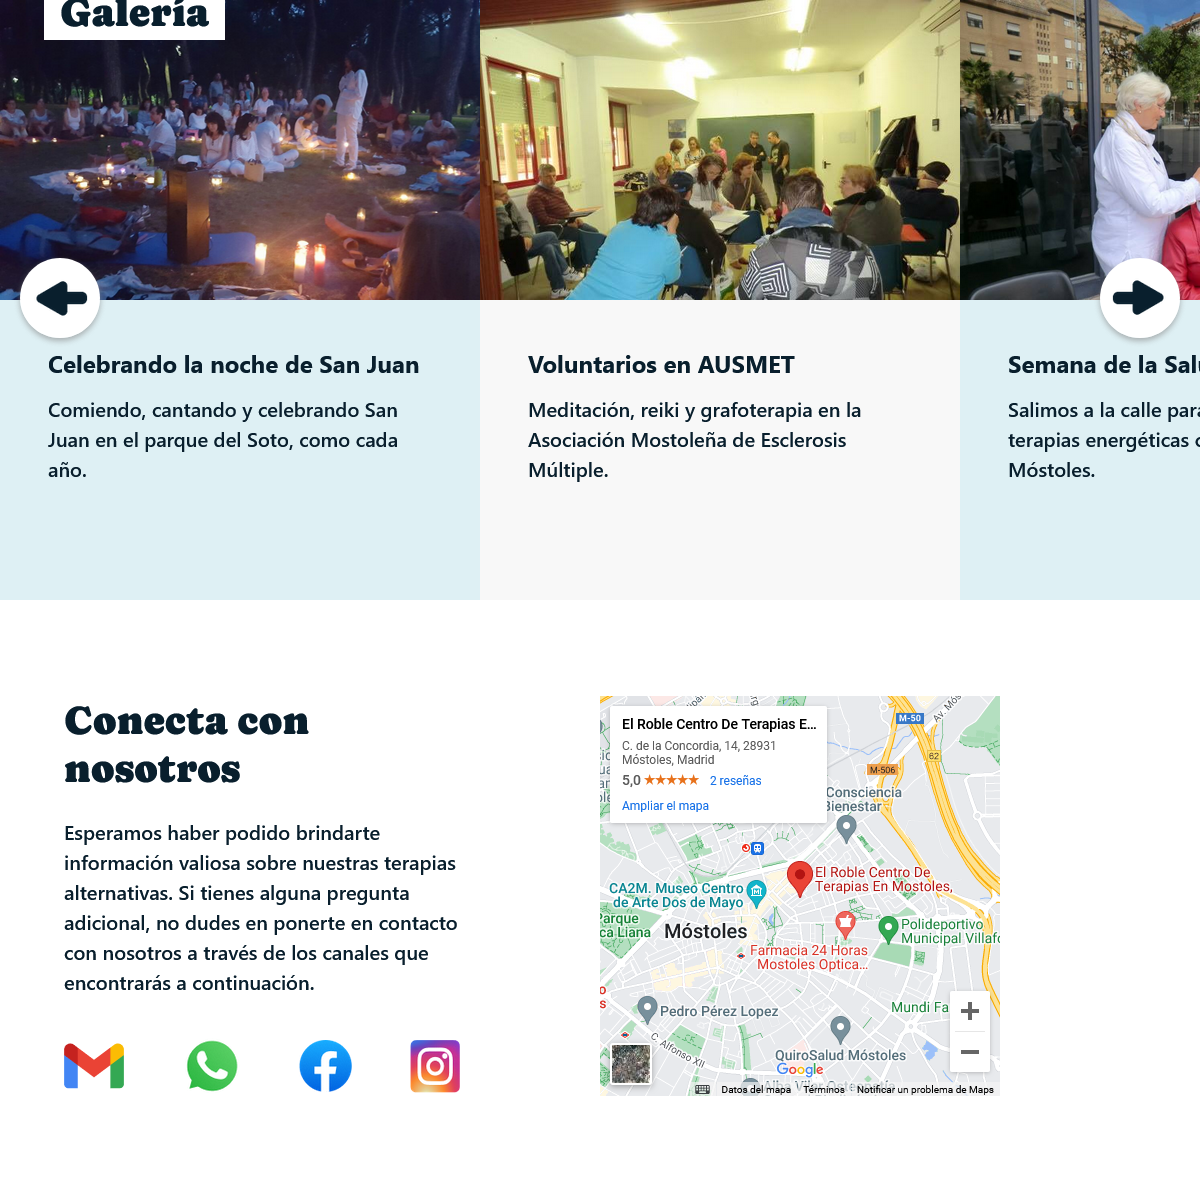 Galería
Celebrando la noche de San Juan
Comiendo, cantando y celebrando San
Juan en el parque del Soto, como cada
año.
Voluntarios en AUSMET
Meditación, reiki y grafoterapia en la
Asociación Mostoleña de Esclerosis
Múltiple.
Semana de la
Salimos a la calle
terapias energéticas
Móstoles.
Conecta con
nosotros
Esperamos haber podido brindarte
información valiosa sobre nuestras terapias
alternativas. Si tienes alguna pregunta
adicional, no dudes en ponerte en contacto
con nosotros a través de los canales que
encontrarás a continuación.
El Roble Centro De Terapias E...
C. de la Concordia, 14, 28931
Móstoles, Madrid
5,0 ★★★★★ 2 reseñas
Ampliar el mapa
M-50
Av. Mós
62
M-506
Consciencia
Bienestar
El Roble Centro De
Terapias En Mostoles,
CA2M. Museo Centro
de Arte Dos de Mayo
Parque
ca Liana
Móstoles
Polideportivo
Municipal Villafo
Farmacia 24 Horas
Mostoles Optica...
Pedro Pérez Lopez
Mundi Fa
C. Alfonso XII
QuiroSalud Móstoles
Google
Datos del mapa
Términos
Notificar un problema de Maps